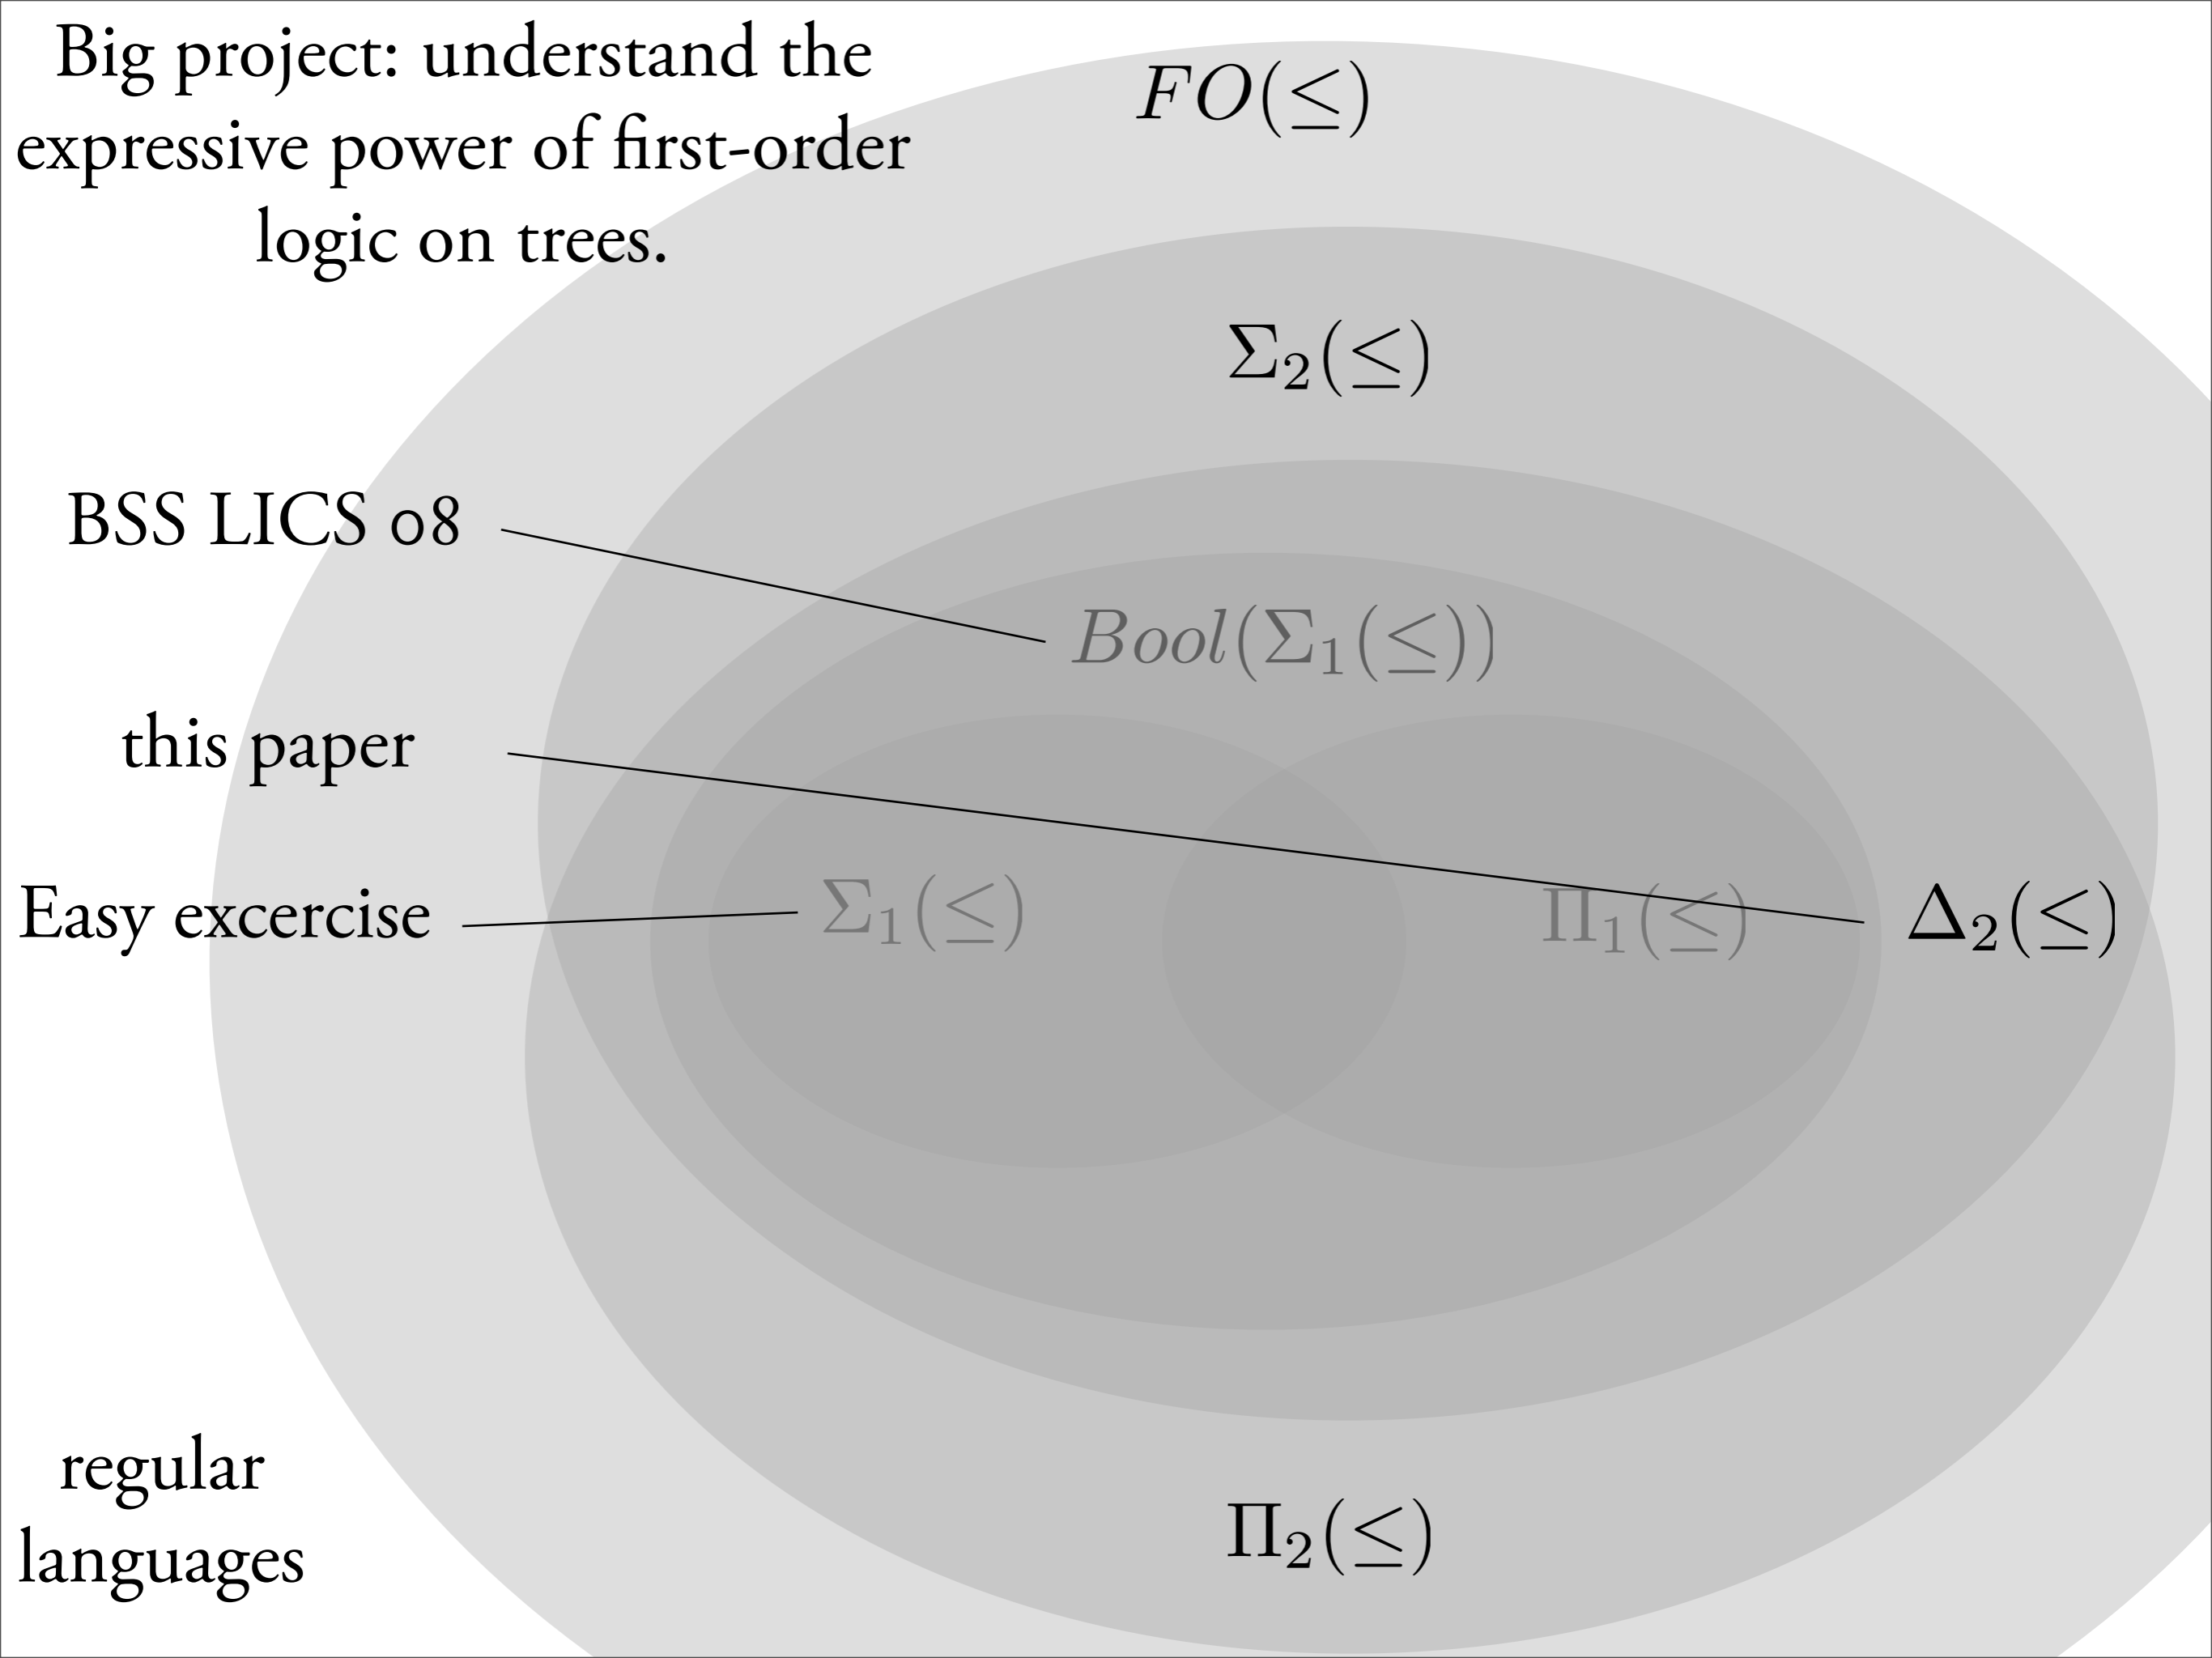 Big project: understand the
expressive power of first-order
logic on trees.
FO(≤)
Σ₂(≤)
BSS LICS 08
Bool(Σ₁(≤))
this paper
Easy excercise
Σ₁(≤)
Π₁(≤)
Δ₂(≤)
regular
languages
Π₂(≤)